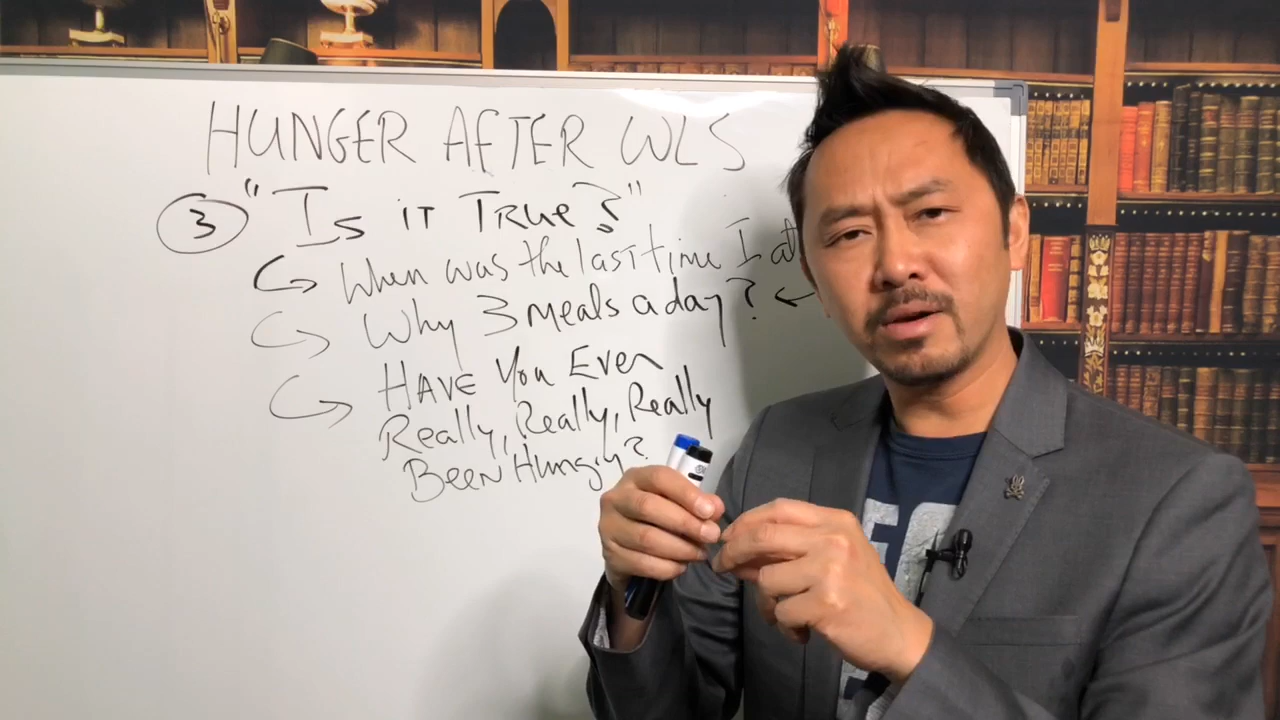 HUNGER AFTER WLS
3 "Is it True?"
When was the last time I at
Why 3 meals a day?
HAVE You Ever
Really, Really, Really
Been Hungry?